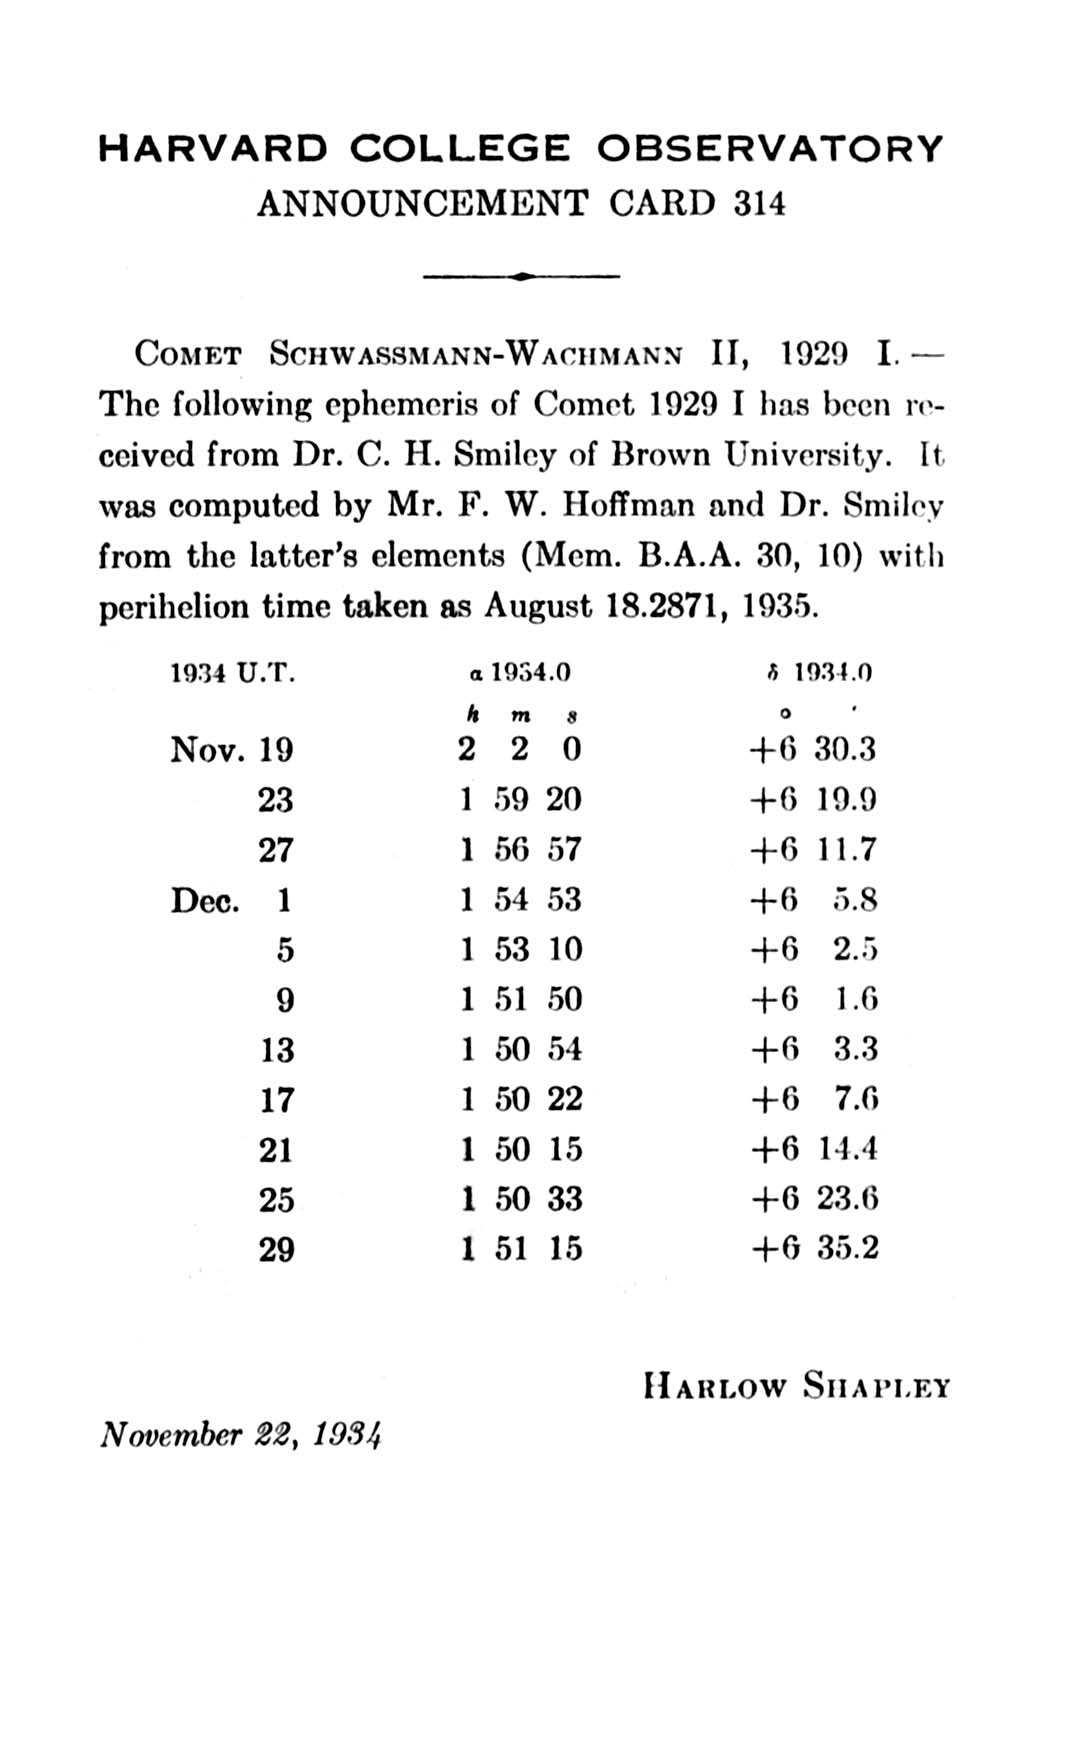 HARVARD COLLEGE OBSERVATORY
ANNOUNCEMENT CARD 314
COMET SCHWASSMANN-WACHMANN II, 1929 I. —
The following ephemeris of Comet 1929 I has been re-
ceived from Dr. C. H. Smiley of Brown University. It
was computed by Mr. F. W. Hoffman and Dr. Smiley
from the latter's elements (Mem. B.A.A. 30, 10) with
perihelion time taken as August 18.2871, 1935.
1934 U.T. α 1934.0 δ 1934.0
h m s ° ′
Nov. 19 2 2 0 +6 30.3
23 1 59 20 +6 19.9
27 1 56 57 +6 11.7
Dec. 1 1 54 53 +6 5.8
5 1 53 10 +6 2.5
9 1 51 50 +6 1.6
13 1 50 54 +6 3.3
17 1 50 22 +6 7.6
21 1 50 15 +6 14.4
25 1 50 33 +6 23.6
29 1 51 15 +6 35.2
HARLOW SHAPLEY
November 22, 1934